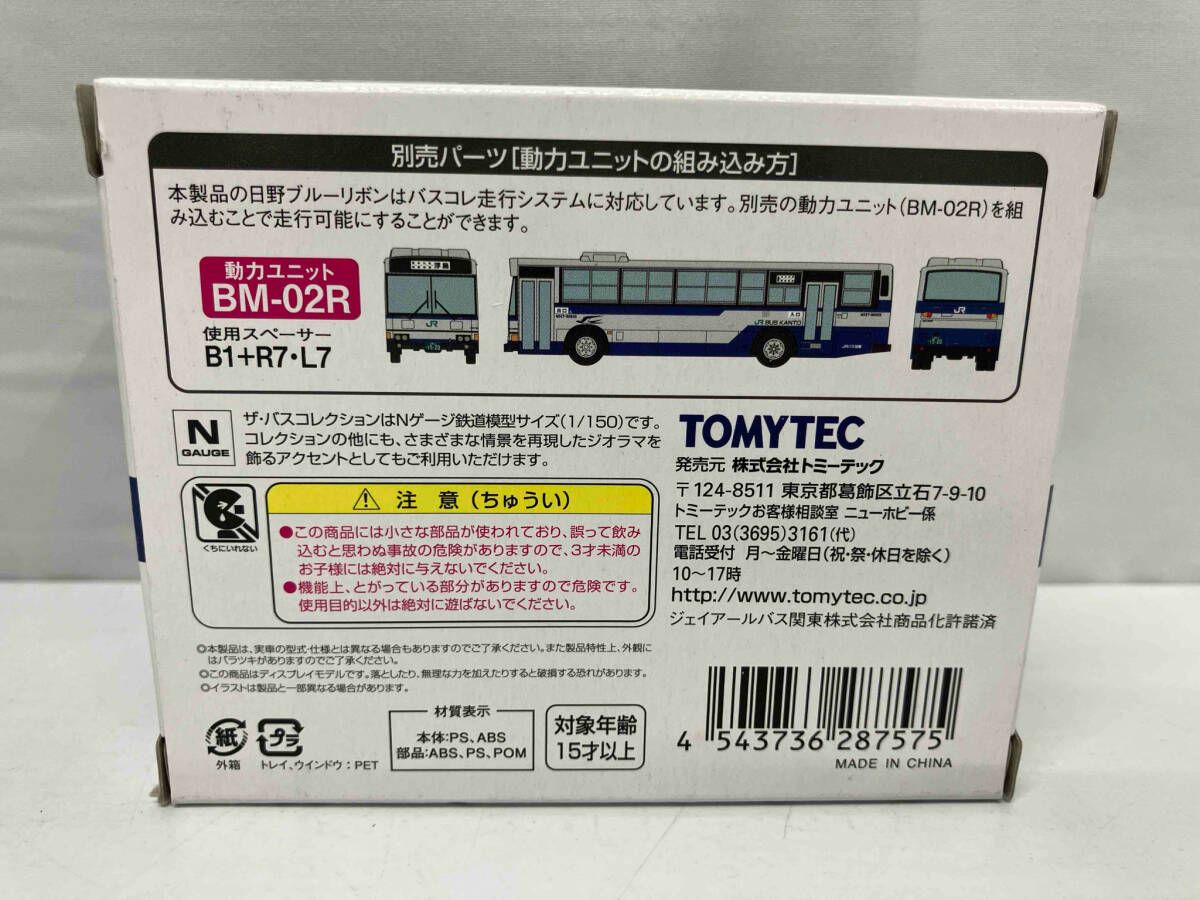 別売パーツ[動力ユニットの組み込み方]
本製品の日野ブルーリボンはバスコレ走行システムに対応しています。別売の動力ユニット(BM-02R)を組
み込むことで走行可能にすることができます。
動力ユニット
BM-02R
使用スペーサー
B1+R7・L7
JR
出口
JR BUS KANTO
入口
JR
N
GAUGE
ザ・バスコレクションはNゲージ鉄道模型サイズ(1/150)です。
コレクションの他にも、さまざまな情景を再現したジオラマを
飾るアクセントとしてもご利用いただけます。
くちにいれない
注 意 (ちゅうい)
●この商品には小さな部品が使われており、誤って飲み
込むと思わぬ事故の危険がありますので、3才未満の
お子様には絶対に与えないでください。
●機能上、とがっている部分がありますので危険です。
使用目的以外は絶対に遊ばないでください。
◎本製品は、実車の型式・仕様とは異なる場合もありますのでご了承ください。また製品特性上、外観に
はバラツキがありますのでご了承ください。
◎この商品はディスプレイモデルです。落としたり、無理な力を加えたりすると破損する恐れがあります。
◎イラストは製品と一部異なる場合があります。
紙
外箱
プラ
トレイ、ウインドウ：PET
材質表示
本体:PS、ABS
部品:ABS、PS、POM
対象年齢
15才以上
TOMYTEC
発売元 株式会社トミーテック
〒124-8511 東京都葛飾区立石7-9-10
トミーテックお客様相談室 ニューホビー係
TEL 03(3695)3161(代)
電話受付 月〜金曜日(祝・祭・休日を除く)
10〜17時
http://www.tomytec.co.jp
ジェイアールバス関東株式会社商品化許諾済
4 543736 287575
MADE IN CHINA